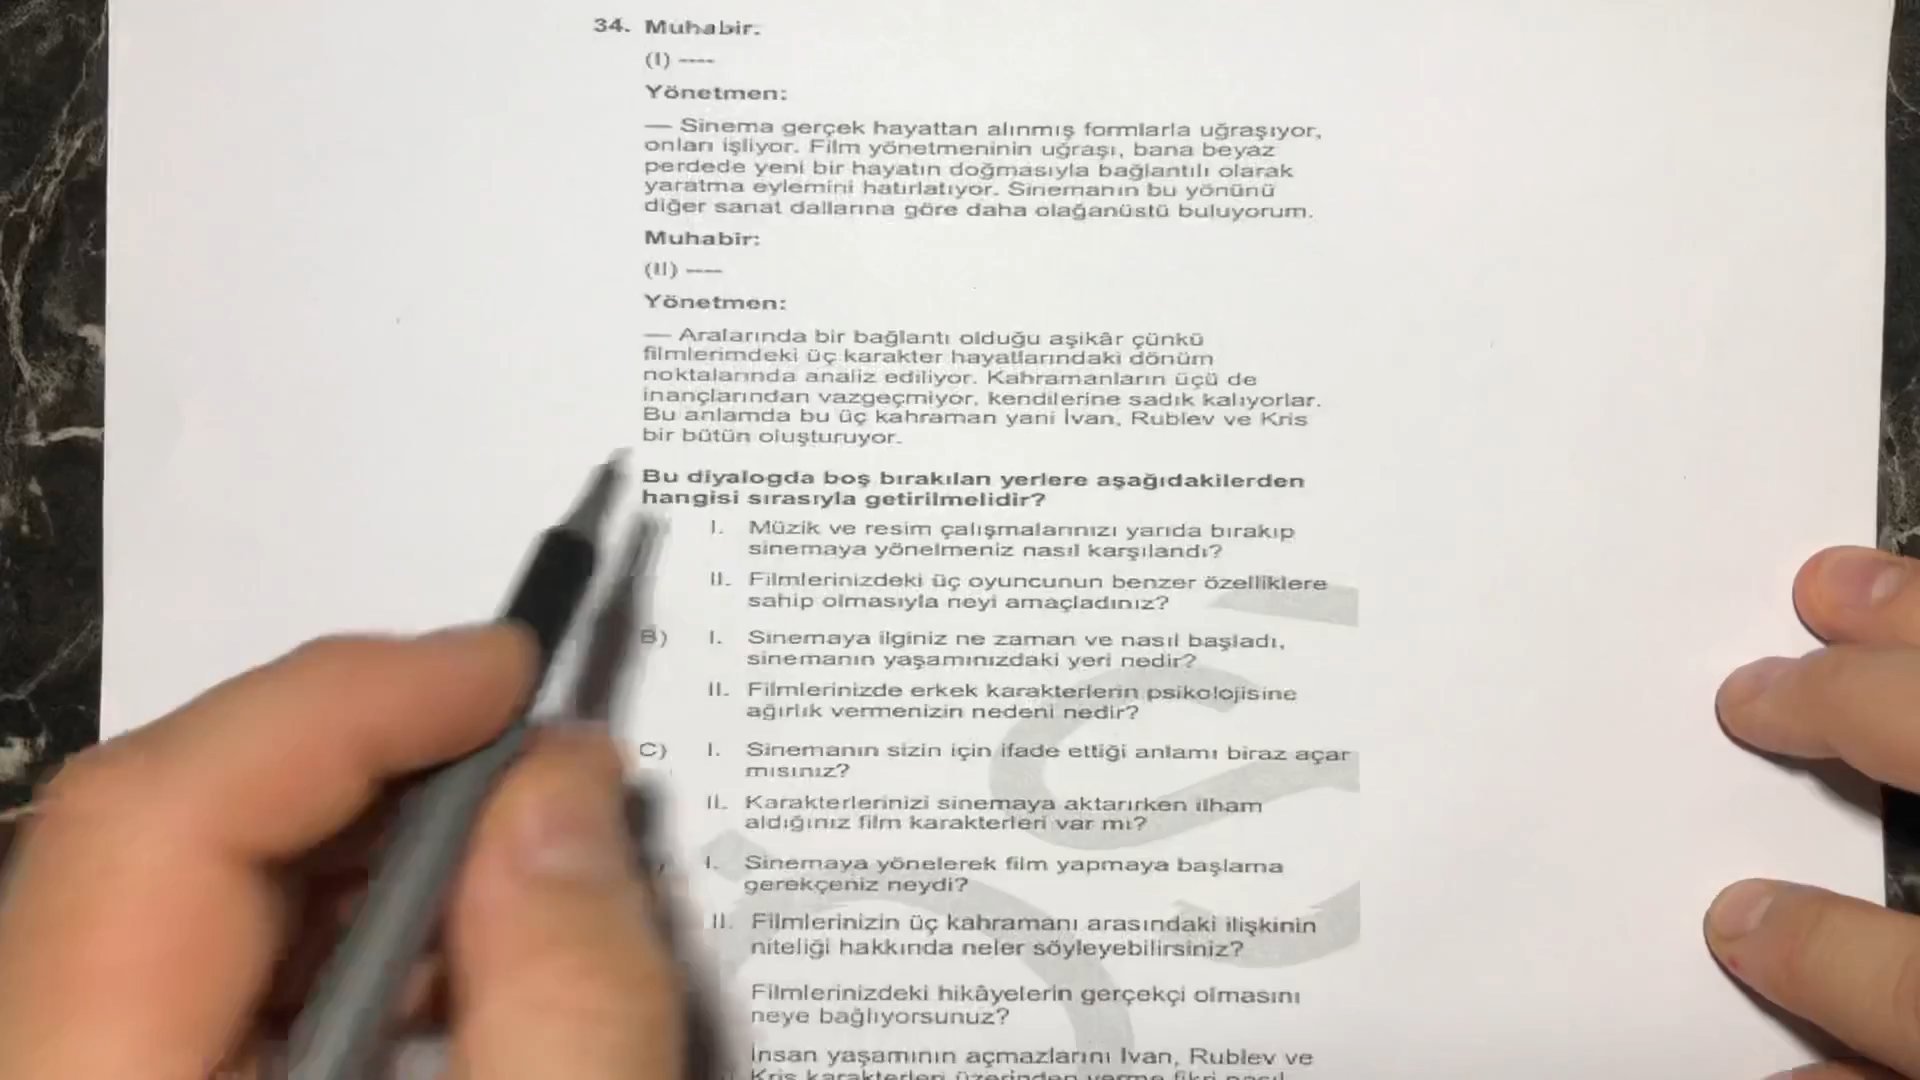 34. Muhabir.
(I) ----
Yönetmen:
— Sinema gerçek hayattan alınmış formlarla uğraşıyor,
onları işliyor. Film yönetmeninin uğraşı, bana beyaz
perdede yeni bir hayatın doğmasıyla bağlantılı olarak
yaratma eylemini hatırlatıyor. Sinemanın bu yönünü
diğer sanat dallarına göre daha olağanüstü buluyorum.
Muhabir:
(II) ----
Yönetmen:
— Aralarında bir bağlantı olduğu aşikâr çünkü
filmlerimdeki üç karakter hayatlarındaki dönüm
noktalarında analiz ediliyor. Kahramanların üçü de
inançlarından vazgeçmiyor, kendilerine sadık kalıyorlar.
Bu anlamda bu üç kahraman yani İvan, Rublev ve Kris
bir bütün oluşturuyor.
Bu diyalogda boş bırakılan yerlere aşağıdakilerden
hangisi sırasıyla getirilmelidir?
I. Müzik ve resim çalışmalarınızı yarıda bırakıp
sinemaya yönelmeniz nasıl karşılandı?
II. Filmlerinizdeki üç oyuncunun benzer özelliklere
sahip olmasıyla neyi amaçladınız?
B) I. Sinemaya ilginiz ne zaman ve nasıl başladı,
sinemanın yaşamınızdaki yeri nedir?
II. Filmlerinizde erkek karakterlerin psikolojisine
ağırlık vermenizin nedeni nedir?
C) I. Sinemanın sizin için ifade ettiği anlamı biraz açar
mısınız?
II. Karakterlerinizi sinemaya aktarırken ilham
aldığınız film karakterleri var mı?
I. Sinemaya yönelerek film yapmaya başlama
gerekçeniz neydi?
II. Filmlerinizin üç kahramanı arasındaki ilişkinin
niteliği hakkında neler söyleyebilirsiniz?
Filmlerinizdeki hikâyelerin gerçekçi olmasını
neye bağlıyorsunuz?
İnsan yaşamının açmazlarını İvan, Rublev ve
Kris karakterleri üzerinden verme fikri nasıl